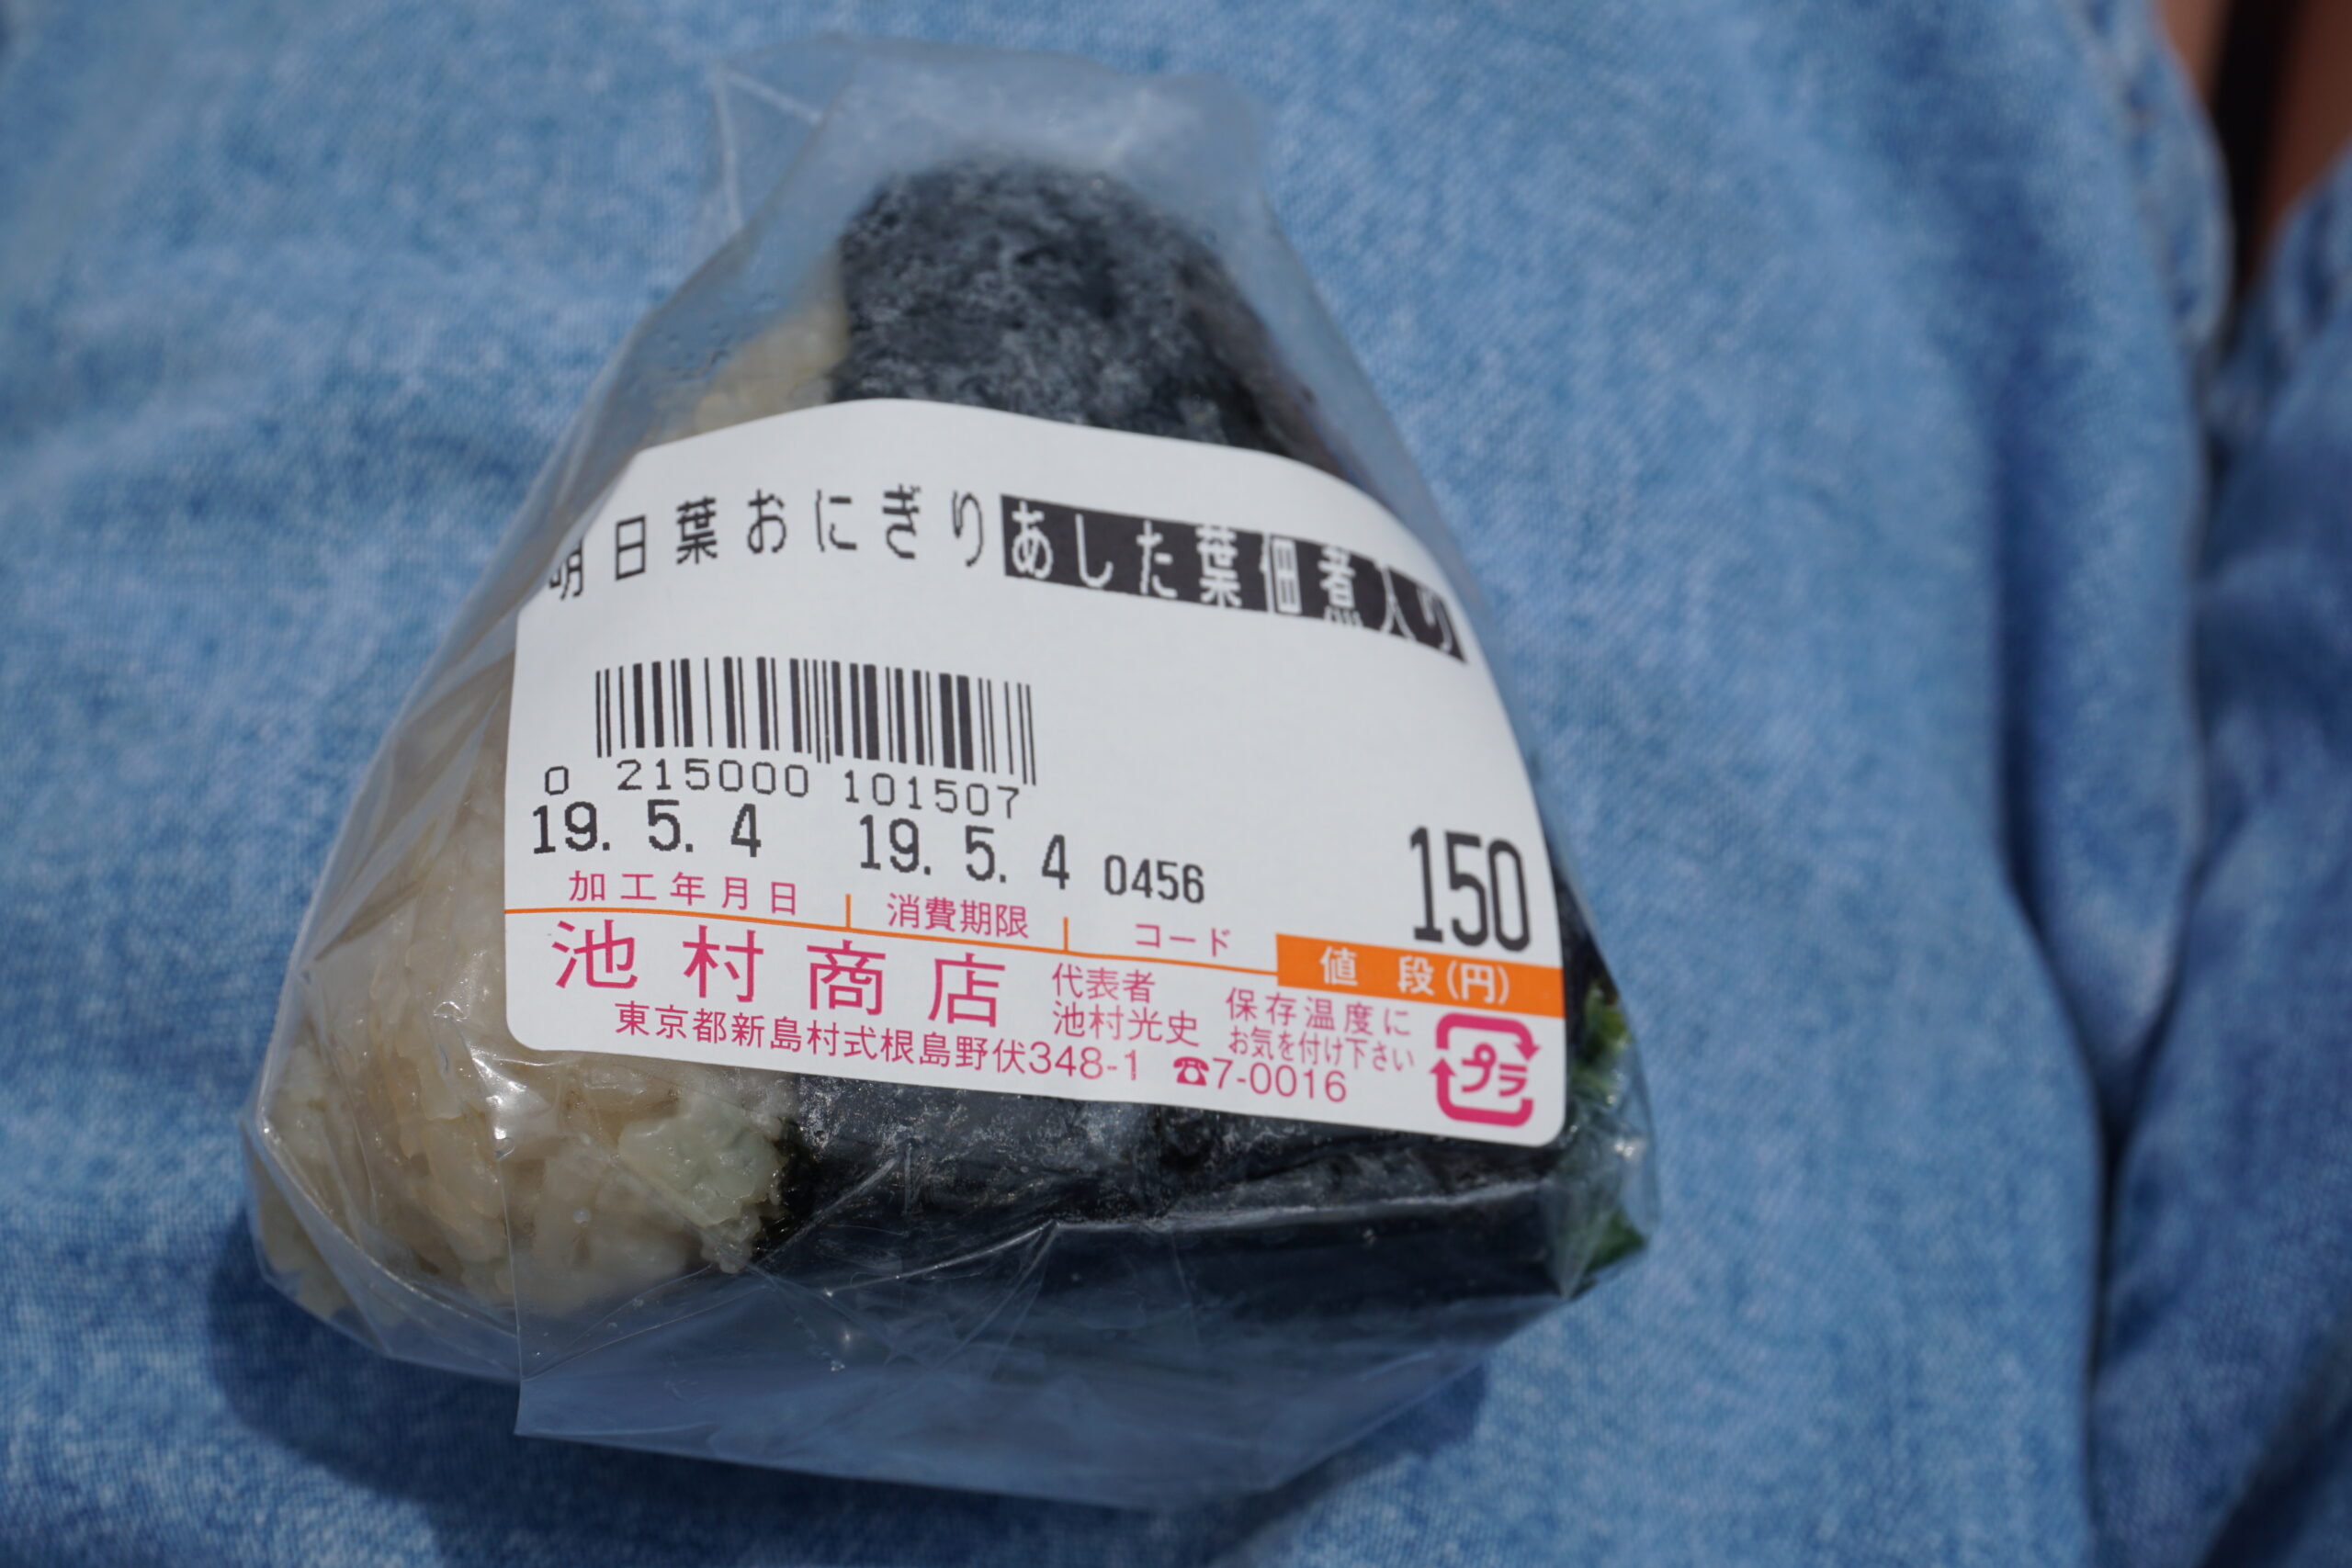 明日葉おにぎり あした葉佃煮入り
0 215000 101507
19. 5. 4 19. 5. 4 0456 150
加工年月日 消費期限 コード 値段(円)
池村商店 代表者 池村光史
東京都新島村式根島野伏348-1 ☎7-0016
保存温度に
お気を付け下さい
プラ